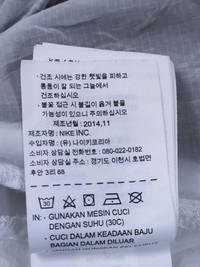 · 건조 시에는 강한 햇빛을 피하고
통풍이 잘 되는 그늘에서
건조하십시오
· 불꽃 접근 시 불길이 옮겨 붙을
가능성이 있으니 주의하십시오
제조년월 : 2014,11
제조자명 : NIKE INC.
수입자명 : (유) 나이키코리아
소비자 상담실 전화번호 : 080-022-0182
소비자 상담실 주소 : 경기도 이천시 호법면
후안 3리 68
IN: - GUNAKAN MESIN CUCI
DENGAN SUHU (30C)
- CUCI DALAM KEADAAN BAJU
BAGIAN DALAM DILUAR